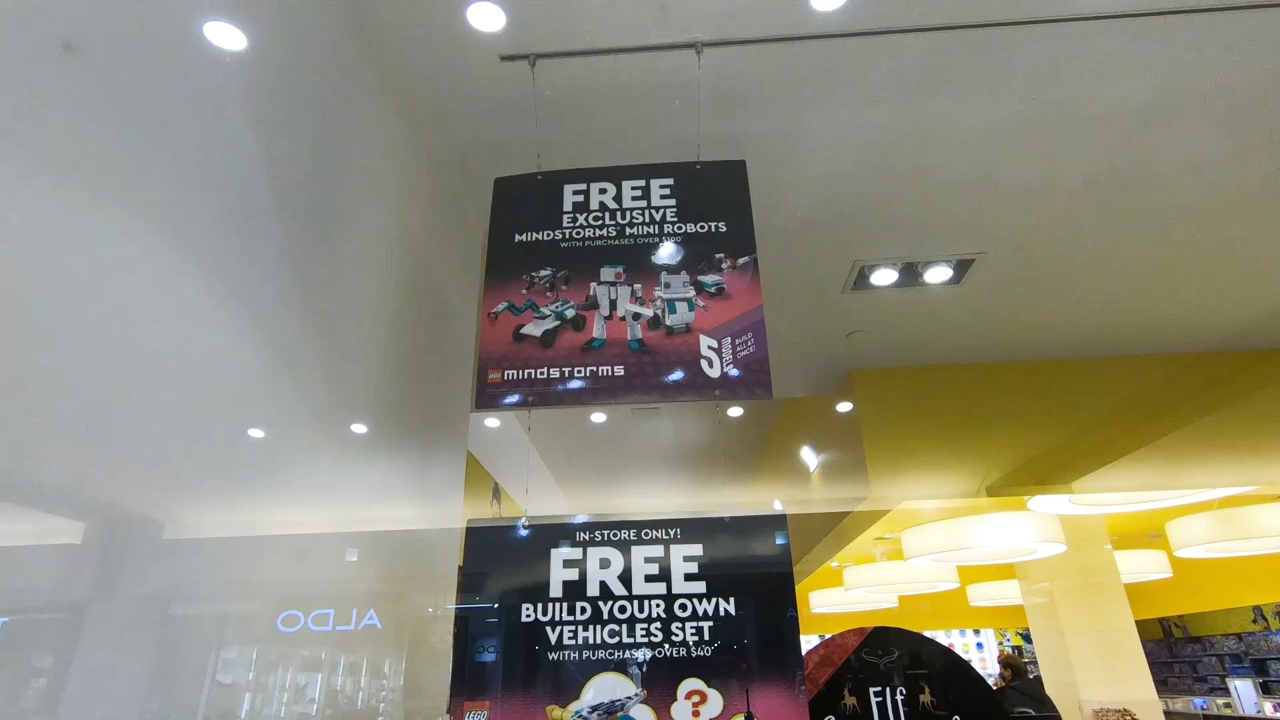 FREE
EXCLUSIVE
MINDSTORMS® MINI ROBOTS
WITH PURCHASES OVER $100*
5 MODELS
BUILD
ALL AT
ONCE!
LEGO MINDSTORMS
IN-STORE ONLY!
FREE
BUILD YOUR OWN
VEHICLES SET
WITH PURCHASES OVER $40*
?
LEGO
ALDO
Elf